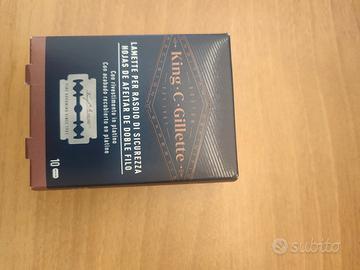 King·C·Gillette
LAMETTE PER RASOIO DI SICUREZZA
HOJAS DE AFEITAR DE DOBLE FILO
Con rivestimento in platino
Con acabado recubierto en platino
10
subito